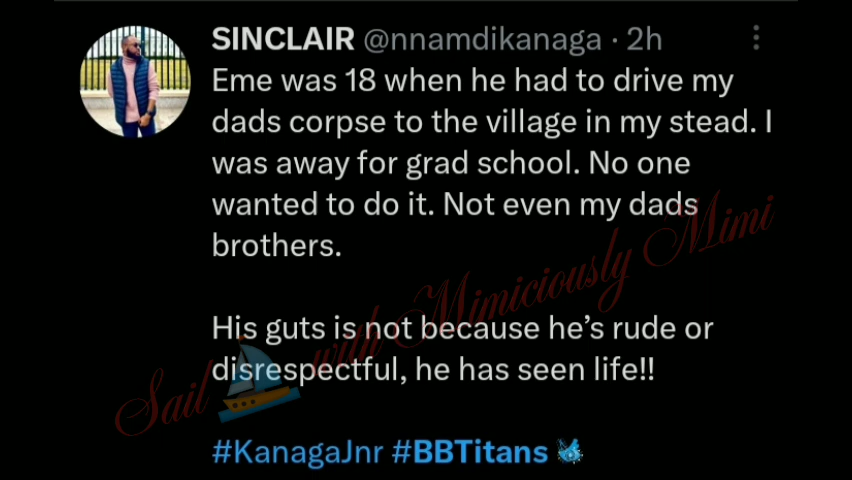 SINCLAIR @nnamdikanaga · 2h
Eme was 18 when he had to drive my
dads corpse to the village in my stead. I
was away for grad school. No one
wanted to do it. Not even my dads
brothers.
His guts is not because he’s rude or
disrespectful, he has seen life!!
#KanagaJnr #BBTitans
Sail with Mimiciously Mimi